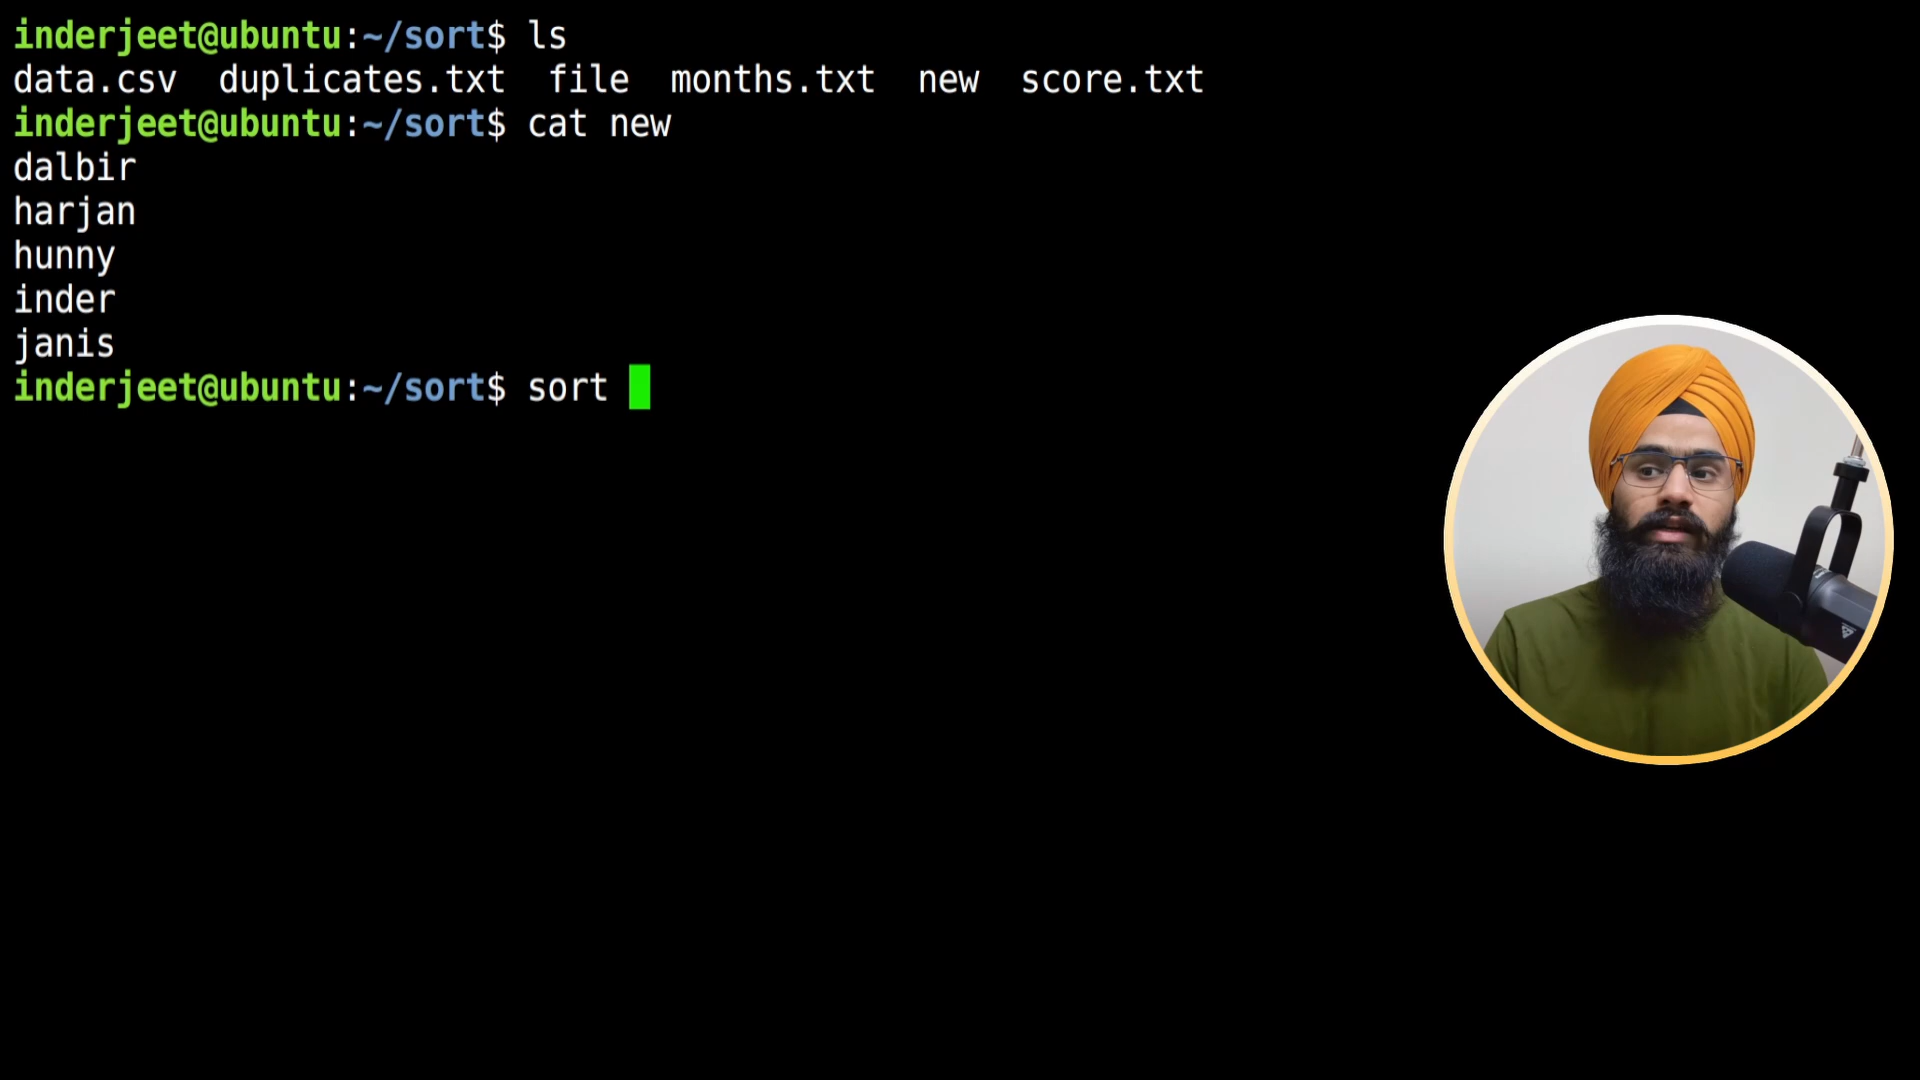 inderjeet@ubuntu:~/sort$ ls
data.csv  duplicates.txt  file  months.txt  new  score.txt
inderjeet@ubuntu:~/sort$ cat new
dalbir
harjan
hunny
inder
janis
inderjeet@ubuntu:~/sort$ sort